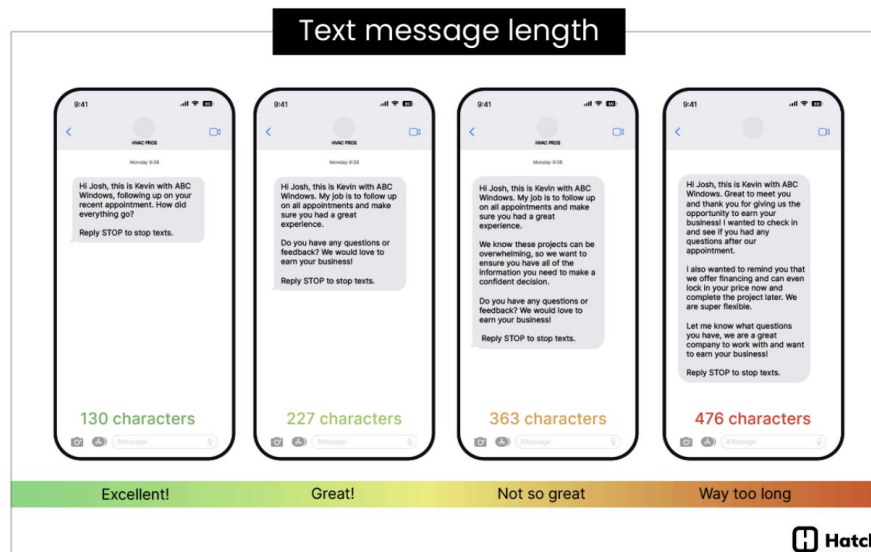 Text message length
9:41
HVAC PROS
Monday 9:38
Hi Josh, this is Kevin with ABC
Windows, following up on your
recent appointment. How did
everything go?
Reply STOP to stop texts.
130 characters
iMessage
9:41
HVAC PROS
Monday 9:38
Hi Josh, this is Kevin with ABC
Windows. My job is to follow up
on all appointments and make
sure you had a great
experience.
Do you have any questions or
feedback? We would love to
earn your business!
Reply STOP to stop texts.
227 characters
iMessage
9:41
HVAC PROS
Monday 9:38
Hi Josh, this is Kevin with ABC
Windows. My job is to follow up
on all appointments and make
sure you had a great
experience.
We know these projects can be
overwhelming, so we want to
ensure you have all of the
information you need to make a
confident decision.
Do you have any questions or
feedback? We would love to
earn your business!
Reply STOP to stop texts.
363 characters
iMessage
9:41
Hi Josh, this is Kevin with ABC
Windows. Great to meet you
and thank you for giving us the
opportunity to earn your
business! I wanted to check in
and see if you had any
questions after our
appointment.
I also wanted to remind you that
we offer financing and can even
lock in your price now and
complete the project later. We
are super flexible.
Let me know what questions
you have, we are a great
company to work with and want
to earn your business!
Reply STOP to stop texts.
476 characters
iMessage
Excellent!
Great!
Not so great
Way too long
Hatch